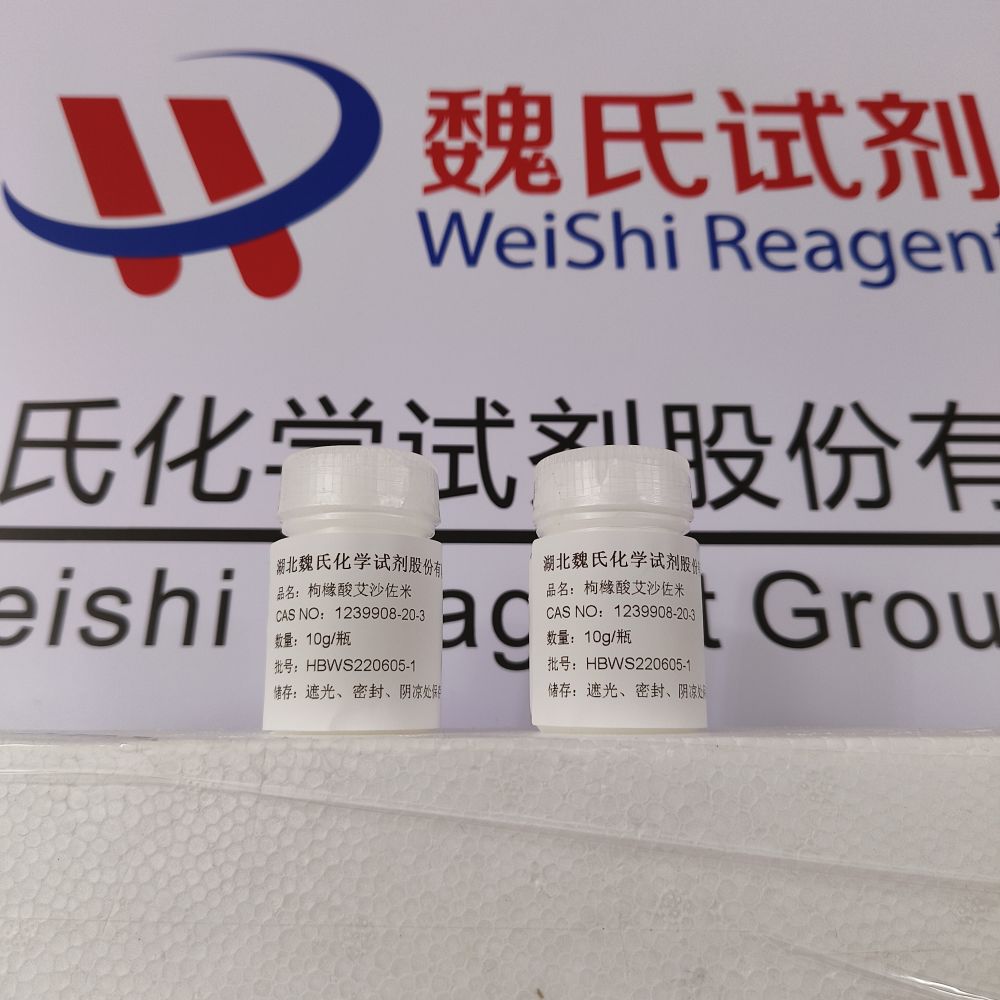 魏氏试剂
WeiShi Reagent
氏化学试剂股份有
eishi Reagent Grou
湖北魏氏化学试剂股份有
品名：枸橼酸艾沙佐米
CAS NO：1239908-20-3
数量：10g/瓶
批号：HBWS220605-1
储存：遮光、密封、阴凉处保存
湖北魏氏化学试剂股份
品名：枸橼酸艾沙佐米
CAS NO：1239908-20-3
数量：10g/瓶
批号：HBWS220605-1
储存：遮光、密封、阴凉处保